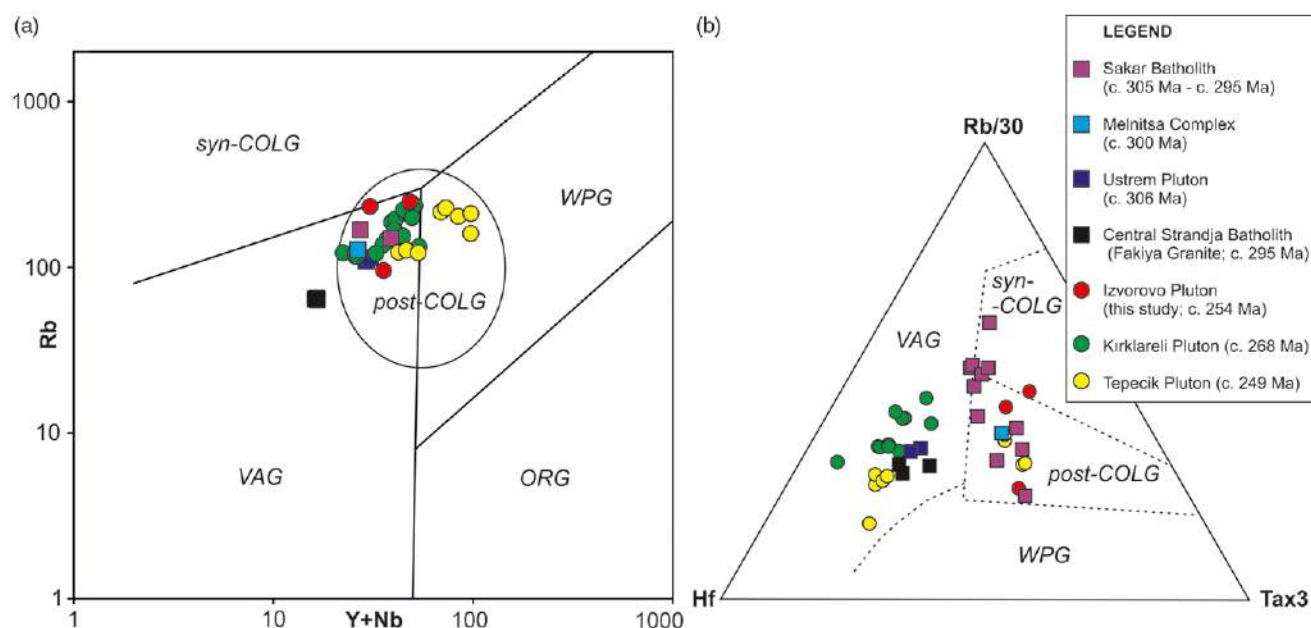 (a)
1000
100
10
1
Rb
1
10
Y+Nb
100
1000
syn-COLG
WPG
post-COLG
VAG
ORG
(b)
Rb/30
syn-
-COLG
VAG
post-COLG
WPG
Hf
Tax3
LEGEND
Sakar Batholith
(c. 305 Ma - c. 295 Ma)
Melnitsa Complex
(c. 300 Ma)
Ustrem Pluton
(c. 306 Ma)
Central Strandja Batholith
(Fakiya Granite; c. 295 Ma)
Izvorovo Pluton
(this study; c. 254 Ma)
Kırklareli Pluton (c. 268 Ma)
Tepecik Pluton (c. 249 Ma)